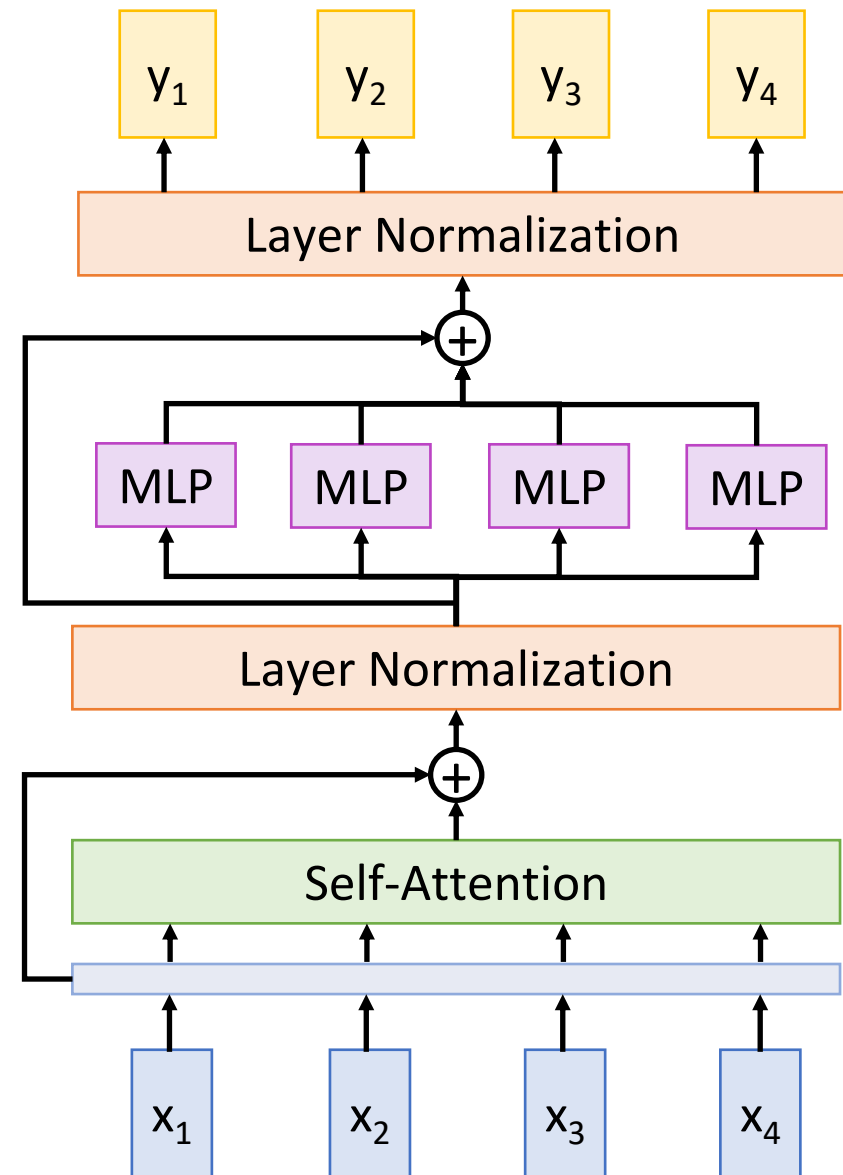 y₁ y₂ y₃ y₄
Layer Normalization
+
MLP MLP MLP MLP
Layer Normalization
+
Self-Attention
x₁ x₂ x₃ x₄